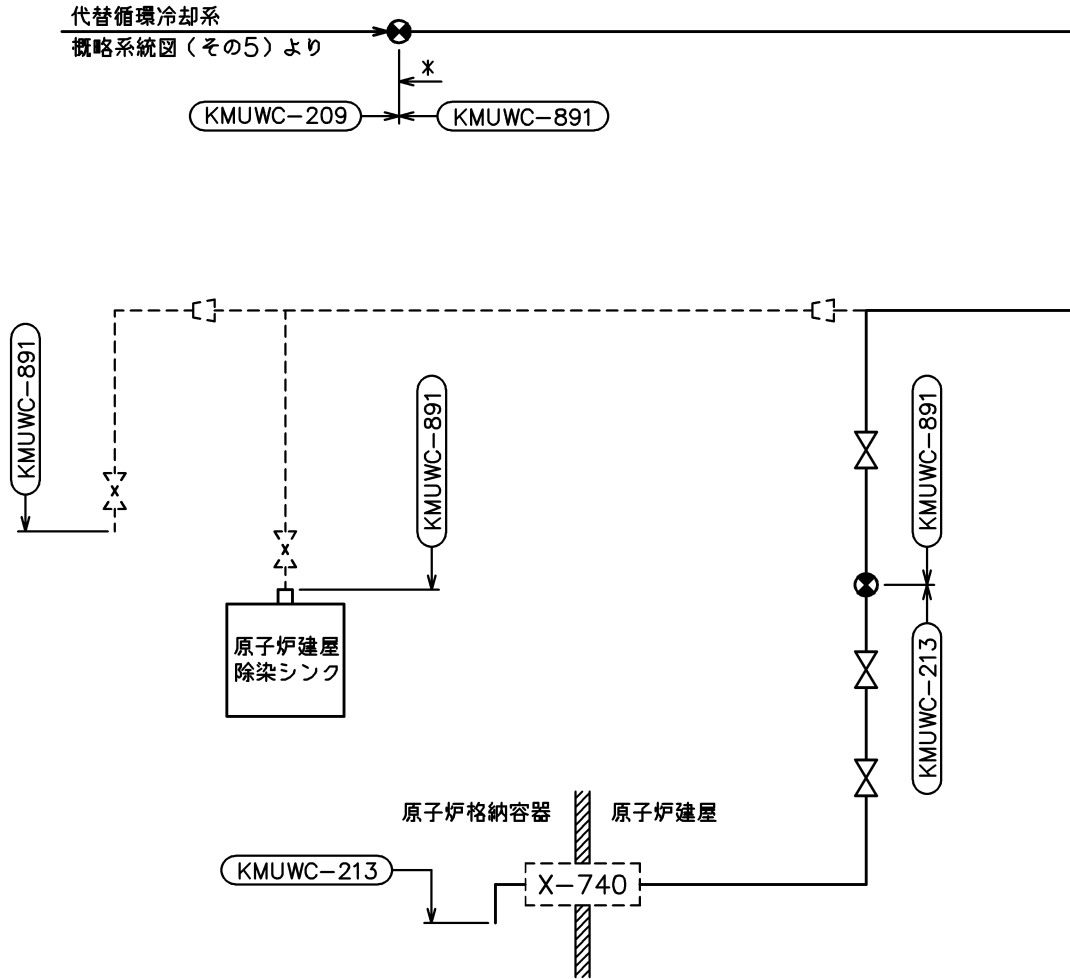 代替循環冷却系
概略系統図（その5）より
*
KMUWC-209
KMUWC-891
KMUWC-891
KMUWC-891
KMUWC-891
原子炉建屋
除染シンク
KMUWC-213
原子炉格納容器
原子炉建屋
KMUWC-213
X-740